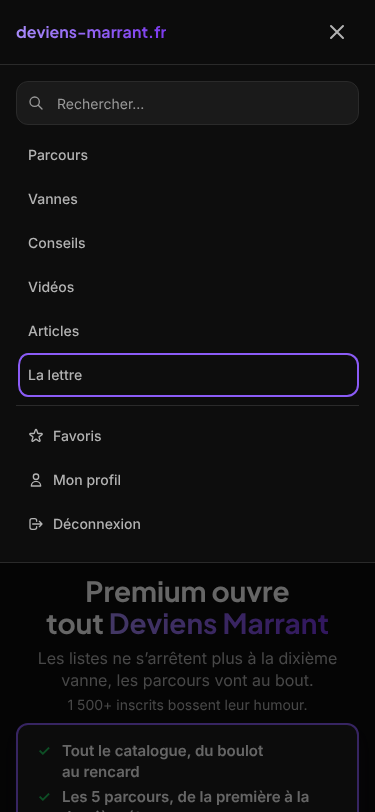 deviens-marrant.fr
Rechercher...
Parcours
Vannes
Conseils
Vidéos
Articles
La lettre
Favoris
Mon profil
Déconnexion
Premium ouvre
tout Deviens Marrant
Les listes ne s'arrêtent plus à la dixième
vanne, les parcours vont au bout.
1 500+ inscrits bossent leur humour.
Tout le catalogue, du boulot
au rencard
Les 5 parcours, de la première à la